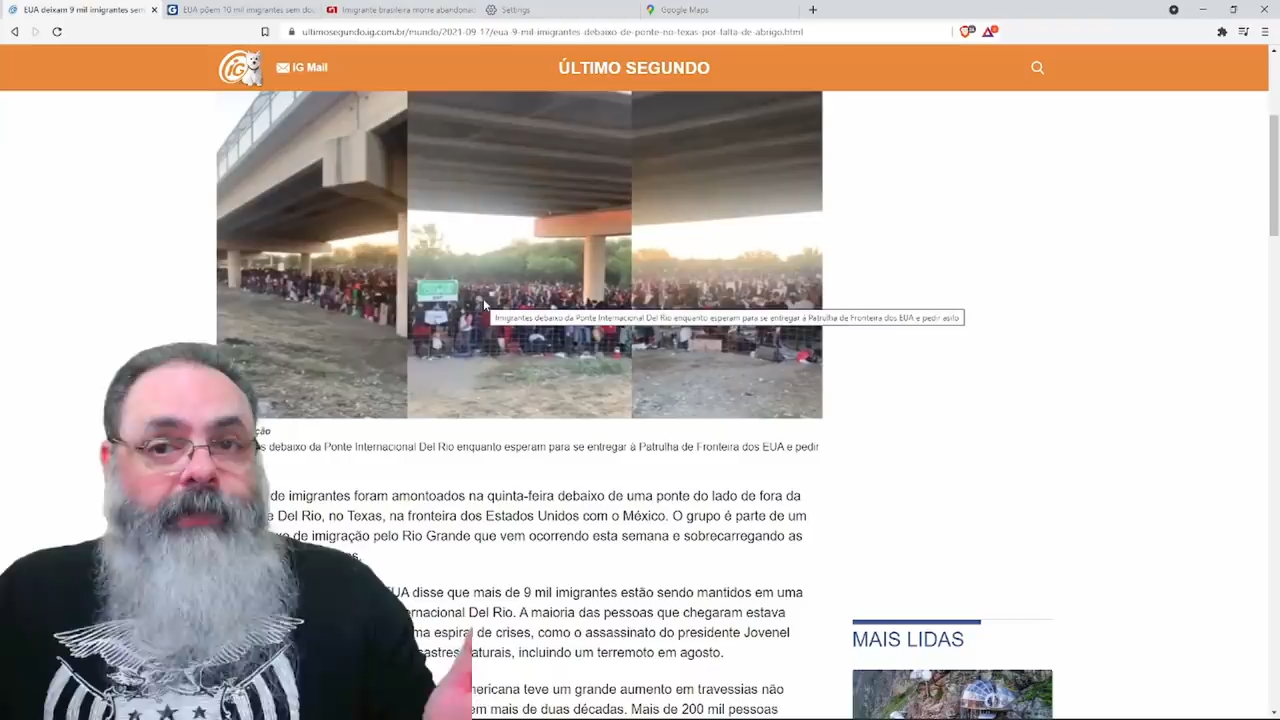 EUA deixam 9 mil imigrantes sem
EUA põem 10 mil imigrantes sem do
Imigrante brasileira morre abandonad
Settings
Google Maps
ultimosegundo.ig.com.br/mundo/2021-09-17/eua-9-mil-imigrantes-debaixo-de-ponte-no-texas-por-falta-de-abrigo.html
iG
iG Mail
ÚLTIMO SEGUNDO
Imigrantes debaixo da Ponte Internacional Del Rio enquanto esperam para se entregar à Patrulha de Fronteira dos EUA e pedir asilo
ção
s debaixo da Ponte Internacional Del Rio enquanto esperam para se entregar à Patrulha de Fronteira dos EUA e pedir
de imigrantes foram amontoados na quinta-feira debaixo de uma ponte do lado de fora da
e Del Rio, no Texas, na fronteira dos Estados Unidos com o México. O grupo é parte de um
xo de imigração pelo Rio Grande que vem ocorrendo esta semana e sobrecarregando as
es.
EUA disse que mais de 9 mil imigrantes estão sendo mantidos em uma
ernacional Del Rio. A maioria das pessoas que chegaram estava
ma espiral de crises, como o assassinato do presidente Jovenel
sastres naturais, incluindo um terremoto em agosto.
mericana teve um grande aumento em travessias não
em mais de duas décadas. Mais de 200 mil pessoas
MAIS LIDAS